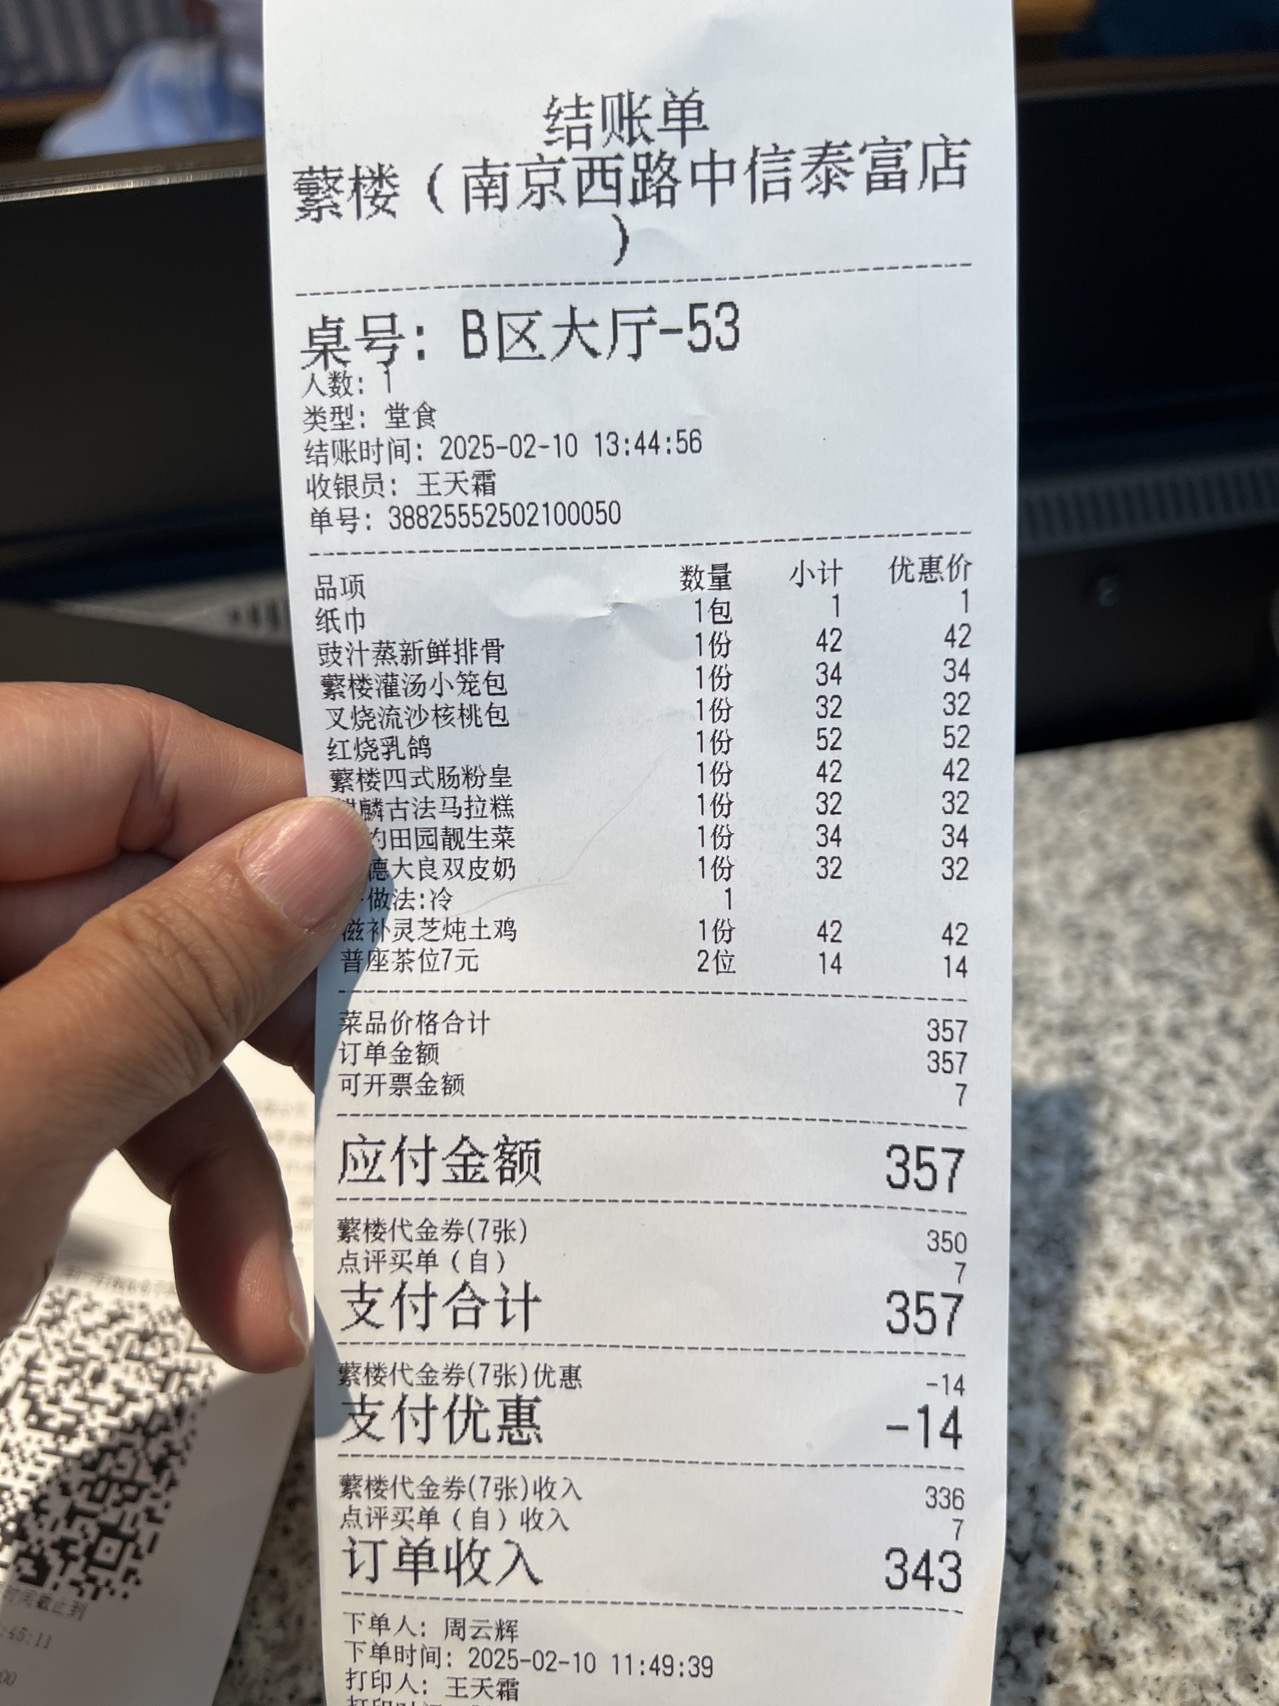 结账单
蘩楼（南京西路中信泰富店
）
桌号：B区大厅-53
人数：1
类型：堂食
结账时间：2025-02-10 13:44:56
收银员：王天霜
单号：38825552502100050
品项 数量 小计 优惠价
纸巾 1包 1 1
豉汁蒸新鲜排骨 1份 42 42
蘩楼灌汤小笼包 1份 34 34
叉烧流沙核桃包 1份 32 32
红烧乳鸽 1份 52 52
蘩楼四式肠粉皇 1份 42 42
麟古法马拉糕 1份 32 32
田园靓生菜 1份 34 34
德大良双皮奶 1份 32 32
做法:冷 1
滋补灵芝炖土鸡 1份 42 42
普座茶位7元 2位 14 14
菜品价格合计 357
订单金额 357
可开票金额 7
应付金额 357
蘩楼代金券(7张) 350
点评买单（自） 7
支付合计 357
蘩楼代金券(7张)优惠 -14
支付优惠 -14
蘩楼代金券(7张)收入 336
点评买单（自）收入 7
订单收入 343
下单人：周云辉
下单时间：2025-02-10 11:49:39
打印人：王天霜
:45:11